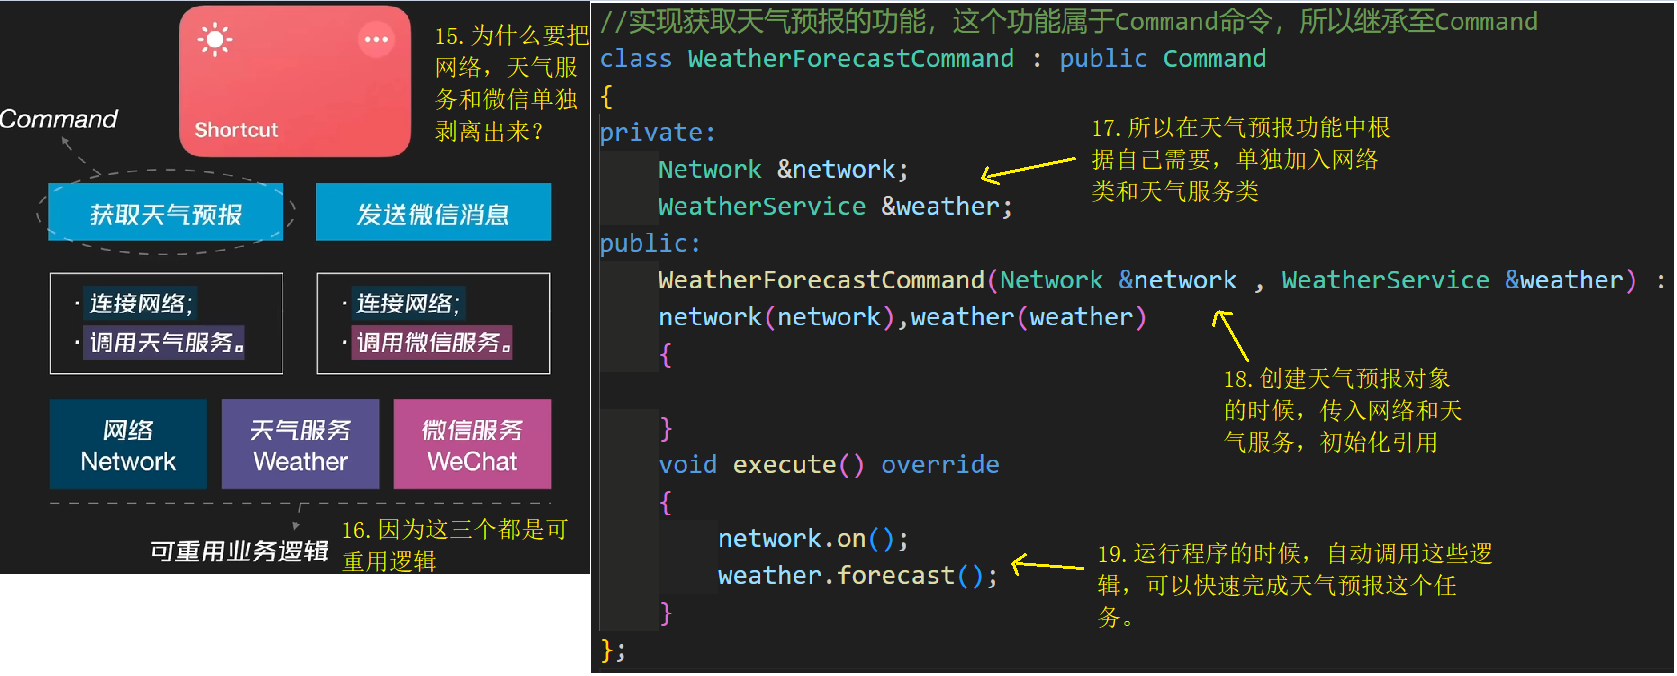 15.为什么要把
网络，天气服
务和微信单独
剥离出来？
Shortcut
Command
获取天气预报
发送微信消息
· 连接网络;
· 调用天气服务。
· 连接网络;
· 调用微信服务。
网络
Network
天气服务
Weather
微信服务
WeChat
可重用业务逻辑
16.因为这三个都是可
重用逻辑
//实现获取天气预报的功能，这个功能属于Command命令，所以继承至Command
class WeatherForecastCommand : public Command
{
private:
Network &network;
WeatherService &weather;
17.所以在天气预报功能中根
据自己需要，单独加入网络
类和天气服务类
public:
WeatherForecastCommand(Network &network , WeatherService &weather) :
network(network),weather(weather)
{
}
18.创建天气预报对象
的时候，传入网络和天
气服务，初始化引用
void execute() override
{
network.on();
weather.forecast();
}
};
19.运行程序的时候，自动调用这些逻
辑，可以快速完成天气预报这个任
务。